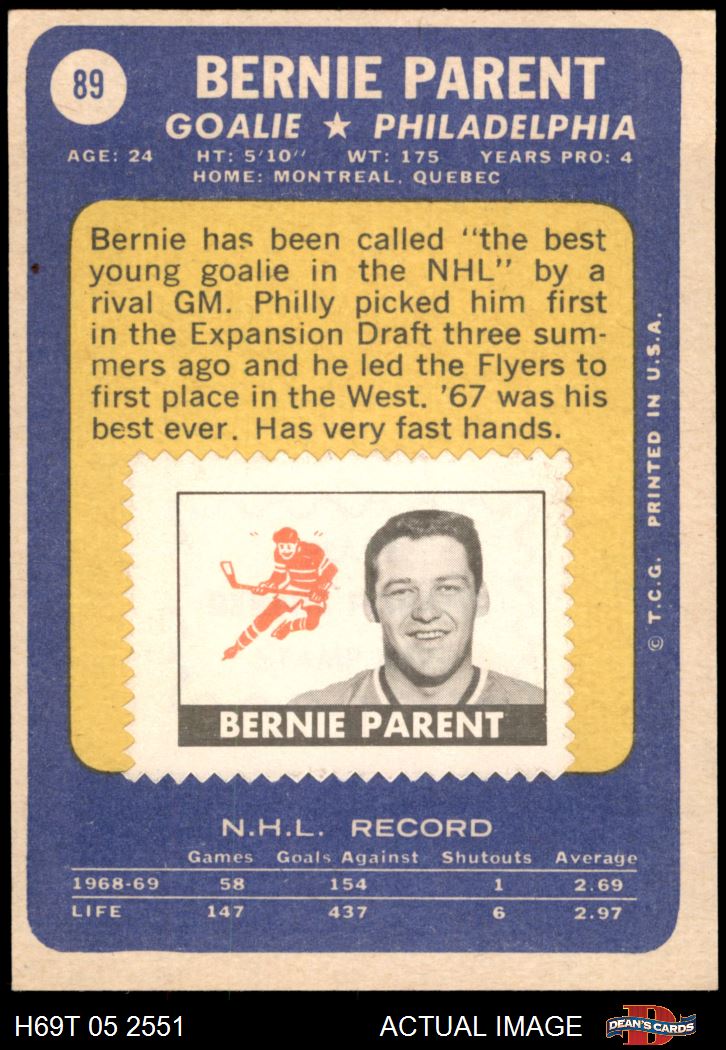 89
BERNIE PARENT
GOALIE ★ PHILADELPHIA
AGE: 24 HT: 5'10" WT: 175 YEARS PRO: 4
HOME: MONTREAL, QUEBEC
Bernie has been called "the best
young goalie in the NHL" by a
rival GM. Philly picked him first
in the Expansion Draft three sum-
mers ago and he led the Flyers to
first place in the West. '67 was his
best ever. Has very fast hands.
BERNIE PARENT
© T.C.G. PRINTED IN U.S.A.
N.H.L. RECORD
Games Goals Against Shutouts Average
1968-69 58 154 1 2.69
LIFE 147 437 6 2.97
H69T 05 2551 ACTUAL IMAGE DEAN'S CARDS